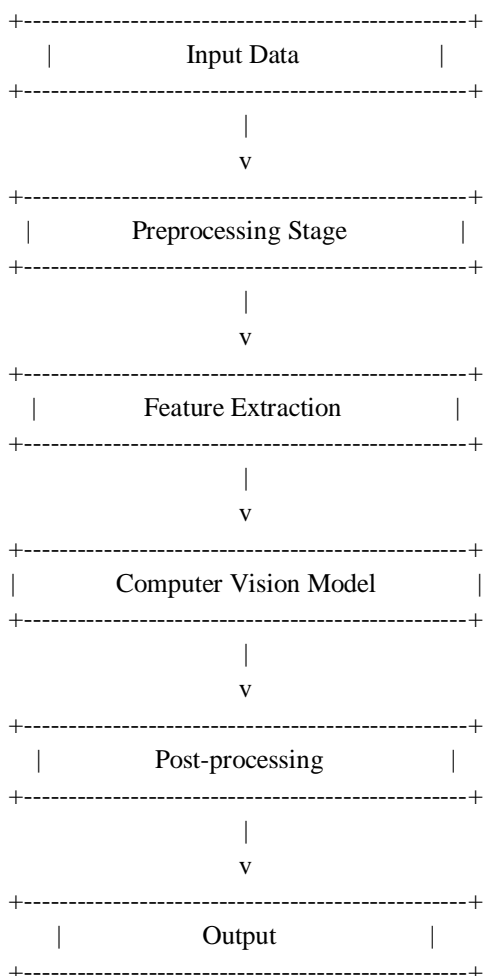 +-------------------------------------------------+
| Input Data |
+-------------------------------------------------+
|
v
+-------------------------------------------------+
| Preprocessing Stage |
+-------------------------------------------------+
|
v
+-------------------------------------------------+
| Feature Extraction |
+-------------------------------------------------+
|
v
+-------------------------------------------------+
| Computer Vision Model |
+-------------------------------------------------+
|
v
+-------------------------------------------------+
| Post-processing |
+-------------------------------------------------+
|
v
+-------------------------------------------------+
| Output |
+-------------------------------------------------+